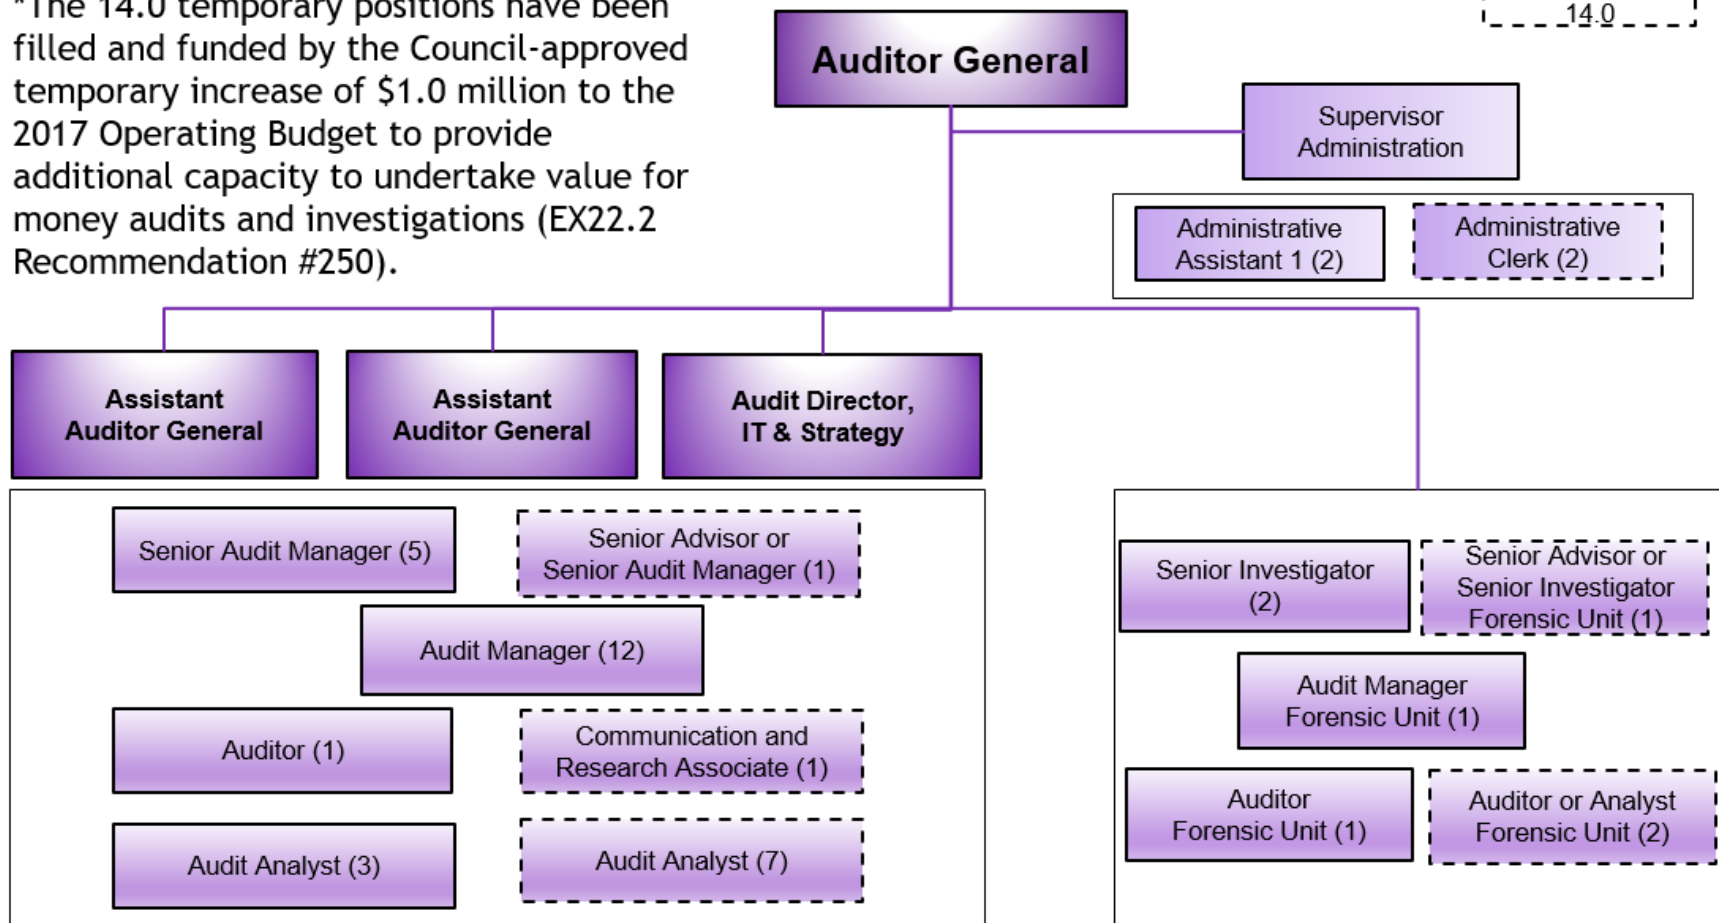 *The 14.0 temporary positions have been
filled and funded by the Council-approved
temporary increase of $1.0 million to the
2017 Operating Budget to provide
additional capacity to undertake value for
money audits and investigations (EX22.2
Recommendation #250).
14.0
Auditor General
Supervisor
Administration
Administrative
Assistant 1 (2)
Administrative
Clerk (2)
Assistant
Auditor General
Assistant
Auditor General
Audit Director,
IT & Strategy
Senior Audit Manager (5)
Senior Advisor or
Senior Audit Manager (1)
Audit Manager (12)
Auditor (1)
Communication and
Research Associate (1)
Audit Analyst (3)
Audit Analyst (7)
Senior Investigator
(2)
Senior Advisor or
Senior Investigator
Forensic Unit (1)
Audit Manager
Forensic Unit (1)
Auditor
Forensic Unit (1)
Auditor or Analyst
Forensic Unit (2)